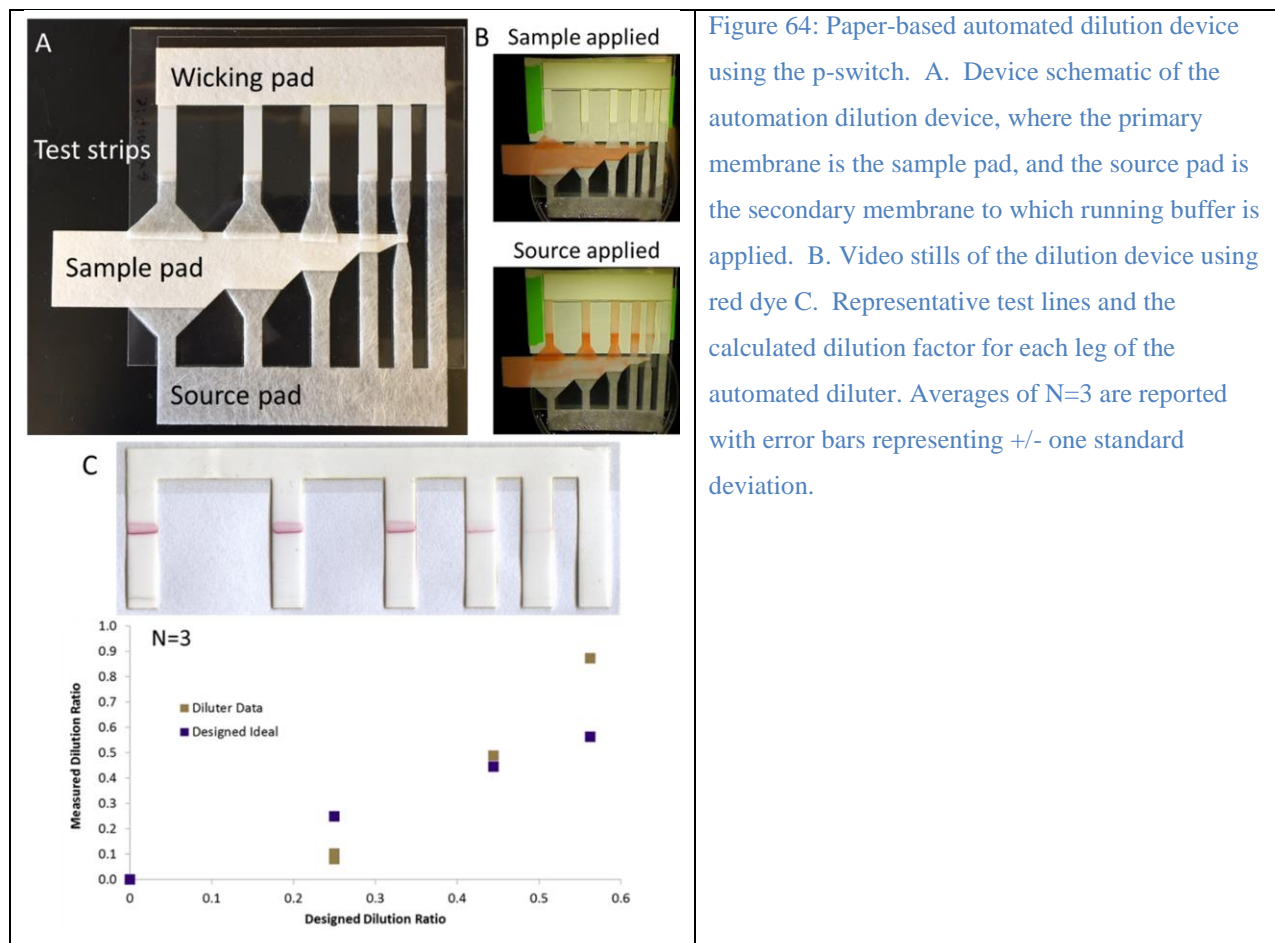 A
Wicking pad
Test strips
Sample pad
Source pad
B
Sample applied
Source applied
C
N=3
1.0
0.9
0.8
0.7
0.6
0.5
0.4
0.3
0.2
0.1
0.0
Measured Dilution Ratio
Diluter Data
Designed Ideal
0 0.1 0.2 0.3 0.4 0.5 0.6
Designed Dilution Ratio
Figure 64: Paper-based automated dilution device
using the p-switch. A. Device schematic of the
automation dilution device, where the primary
membrane is the sample pad, and the source pad is
the secondary membrane to which running buffer is
applied. B. Video stills of the dilution device using
red dye C. Representative test lines and the
calculated dilution factor for each leg of the
automated diluter. Averages of N=3 are reported
with error bars representing +/- one standard
deviation.